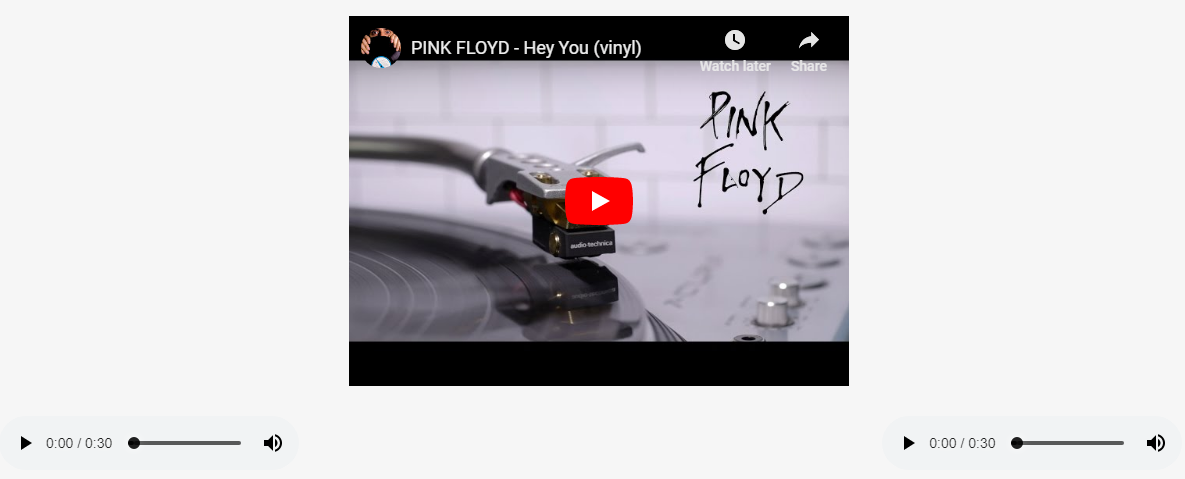 PINK FLOYD - Hey You (vinyl)
Watch later
Share
PINK
FLOYD
audio-technica
0:00 / 0:30
0:00 / 0:30